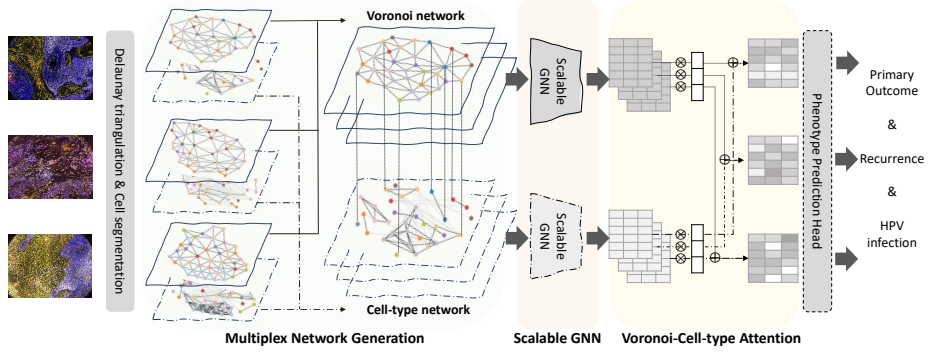 Delaunay triangulation & Cell segmentation
Voronoi network
Cell-type network
Multiplex Network Generation
Scalable
GNN
Scalable
GNN
Scalable GNN
Voronoi-Cell-type Attention
Phenotype Prediction Head
Primary
Outcome
&
Recurrence
&
HPV
infection